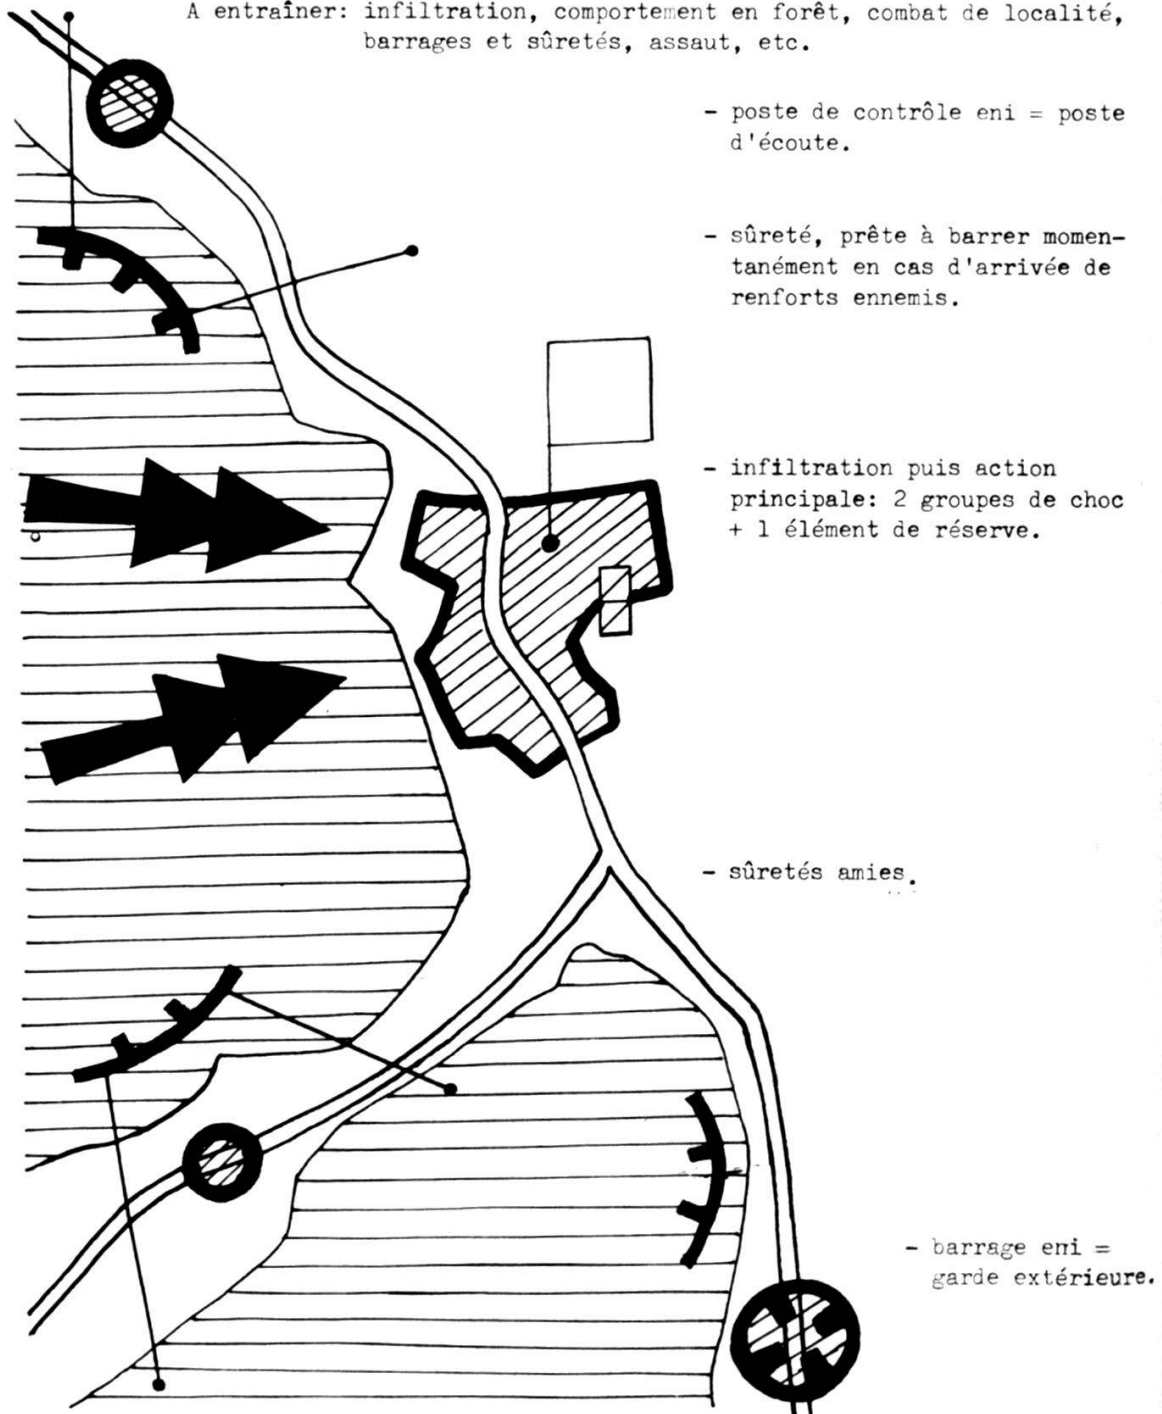 A entraîner: infiltration, comportement en forêt, combat de localité,
barrages et sûretés, assaut, etc.
- poste de contrôle eni = poste
d'écoute.
- sûreté, prête à barrer momen-
tanément en cas d'arrivée de
renforts ennemis.
- infiltration puis action
principale: 2 groupes de choc
+ 1 élément de réserve.
- sûretés amies.
- barrage eni =
garde extérieure.